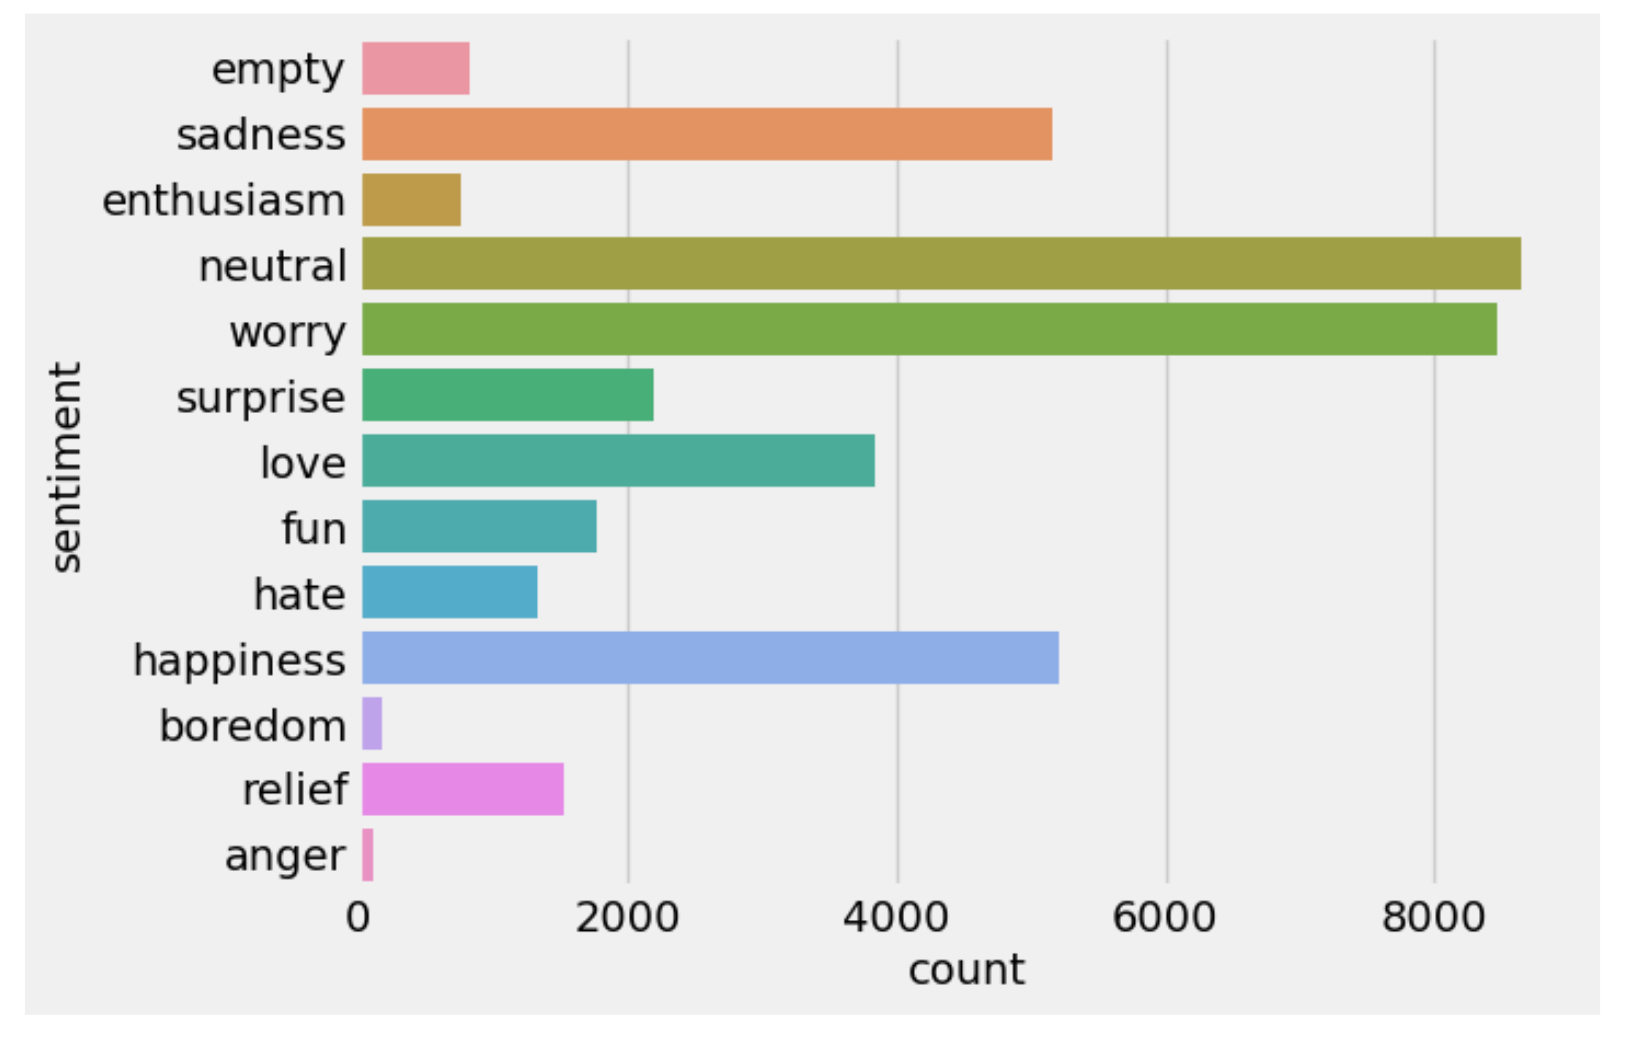 empty
sadness
enthusiasm
neutral
worry
surprise
love
fun
hate
happiness
boredom
relief
anger
sentiment
0 2000 4000 6000 8000
count